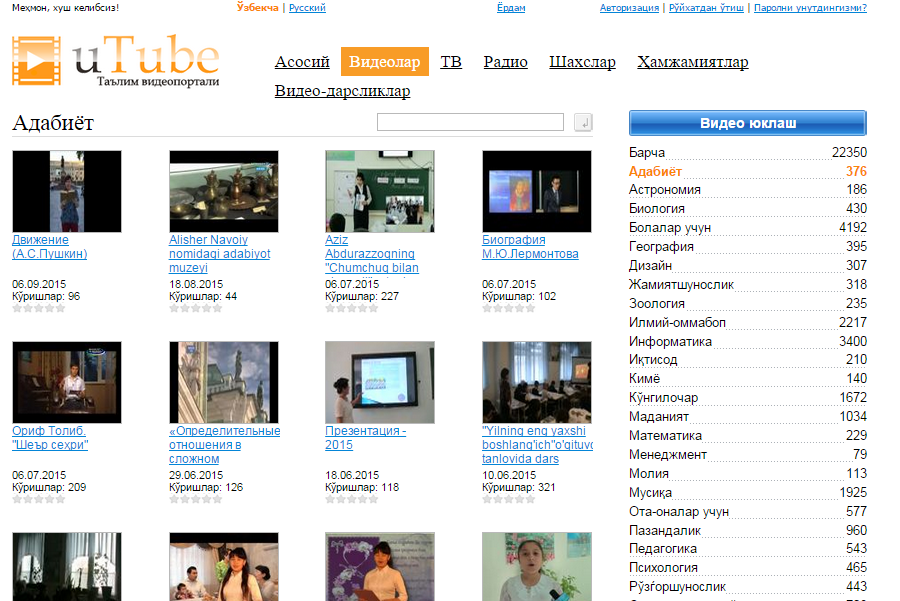 Меҳмон, хуш келибсиз!
Ўзбекча | Русский
Ёрдам
Авторизация | Рўйхатдан ўтиш | Паролни унутдингизми?
uTube
Таълим видеопортали
Асосий Видеолар ТВ Радио Шахслар Ҳамжамиятлар
Видео-дарсликлар
Адабиёт
Движение
(А.С.Пушкин)
06.09.2015
Кўришлар: 96
Alisher Navoiy
nomidagi adabiyot
muzeyi
18.08.2015
Кўришлар: 44
Aziz
Abdurazzoqning
"Chumchuq bilan
06.07.2015
Кўришлар: 227
Биография
М.Ю.Лермонтова
06.07.2015
Кўришлар: 102
Ориф Толиб.
"Шеър сеҳри"
06.07.2015
Кўришлар: 209
«Определительные
отношения в
сложном
29.06.2015
Кўришлар: 126
Презентация -
2015
18.06.2015
Кўришлар: 118
"Yilning eng yaxshi
boshlang'ich"o'qituvc
tanlovida dars
10.06.2015
Кўришлар: 321
Видео юклаш
Барча 22350
Адабиёт 376
Астрономия 186
Биология 430
Болалар учун 4192
География 395
Дизайн 307
Жамиятшунослик 318
Зоология 235
Илмий-оммабоп 2217
Информатика 3400
Иқтисод 210
Кимё 140
Кўнгилочар 1672
Маданият 1034
Математика 229
Менеджмент 79
Молия 113
Мусиқа 1925
Ота-оналар учун 577
Пазандалик 960
Педагогика 543
Психология 465
Рўзғоршунослик 443